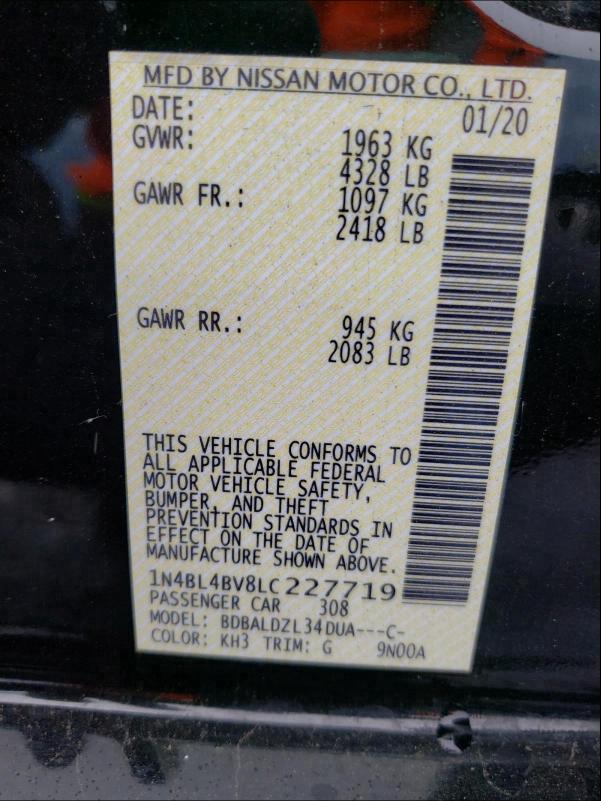 MFD BY NISSAN MOTOR CO., LTD.
DATE: 01/20
GVWR: 1963 KG
4328 LB
GAWR FR.: 1097 KG
2418 LB
GAWR RR.: 945 KG
2083 LB
THIS VEHICLE CONFORMS TO
ALL APPLICABLE FEDERAL
MOTOR VEHICLE SAFETY,
BUMPER, AND THEFT
PREVENTION STANDARDS IN
EFFECT ON THE DATE OF
MANUFACTURE SHOWN ABOVE.
1N4BL4BV8LC227719
PASSENGER CAR 308
MODEL: BDBALDZL34DUA---C-
COLOR: KH3 TRIM: G 9N00A